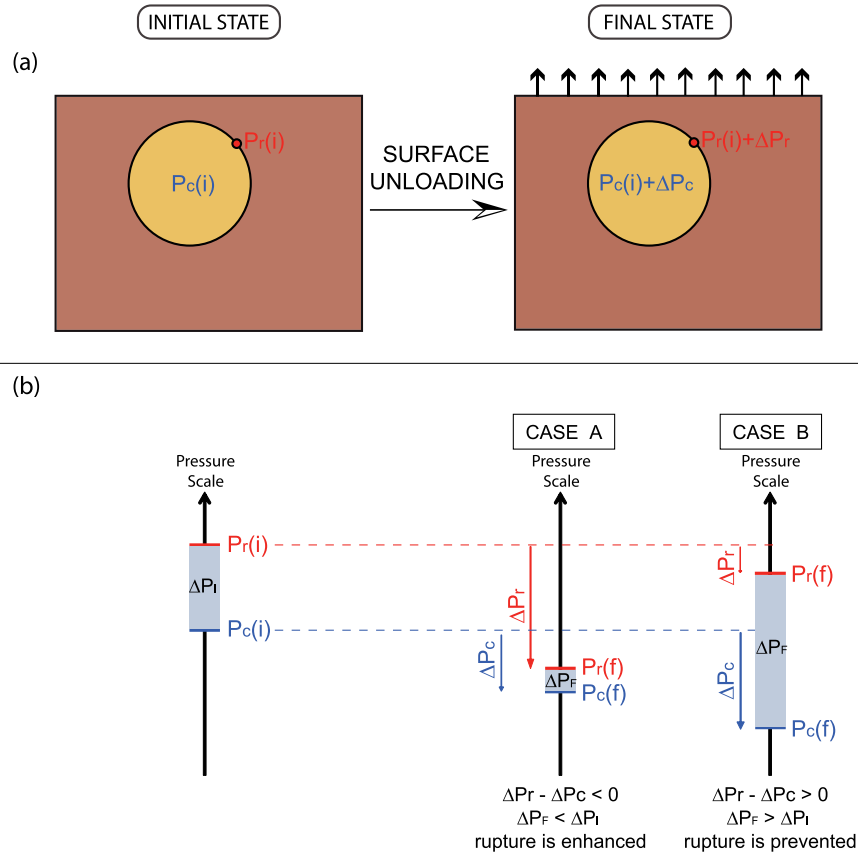 INITIAL STATE
FINAL STATE
(a)
Pr(i)
Pc(i)
SURFACE
UNLOADING
Pr(i)+ΔPr
Pc(i)+ΔPc
(b)
CASE A
CASE B
Pressure
Scale
Pressure
Scale
Pressure
Scale
Pr(i)
ΔPI
Pc(i)
ΔPr
ΔPc
Pr(f)
ΔPF
Pc(f)
ΔPr
Pr(f)
ΔPF
ΔPc
Pc(f)
ΔPr - ΔPc < 0
ΔPF < ΔPI
rupture is enhanced
ΔPr - ΔPc > 0
ΔPF > ΔPI
rupture is prevented